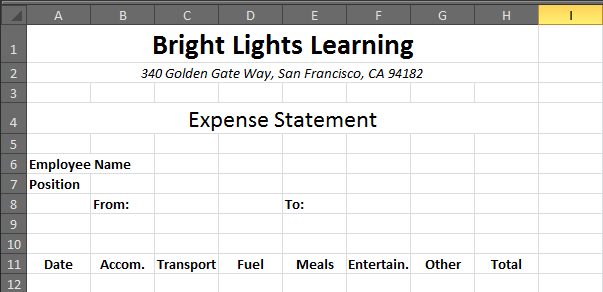 A B C D E F G H I
1 Bright Lights Learning
2 340 Golden Gate Way, San Francisco, CA 94182
3
4 Expense Statement
5
6 Employee Name
7 Position
8 From: To:
9
10
11 Date Accom. Transport Fuel Meals Entertain. Other Total
12